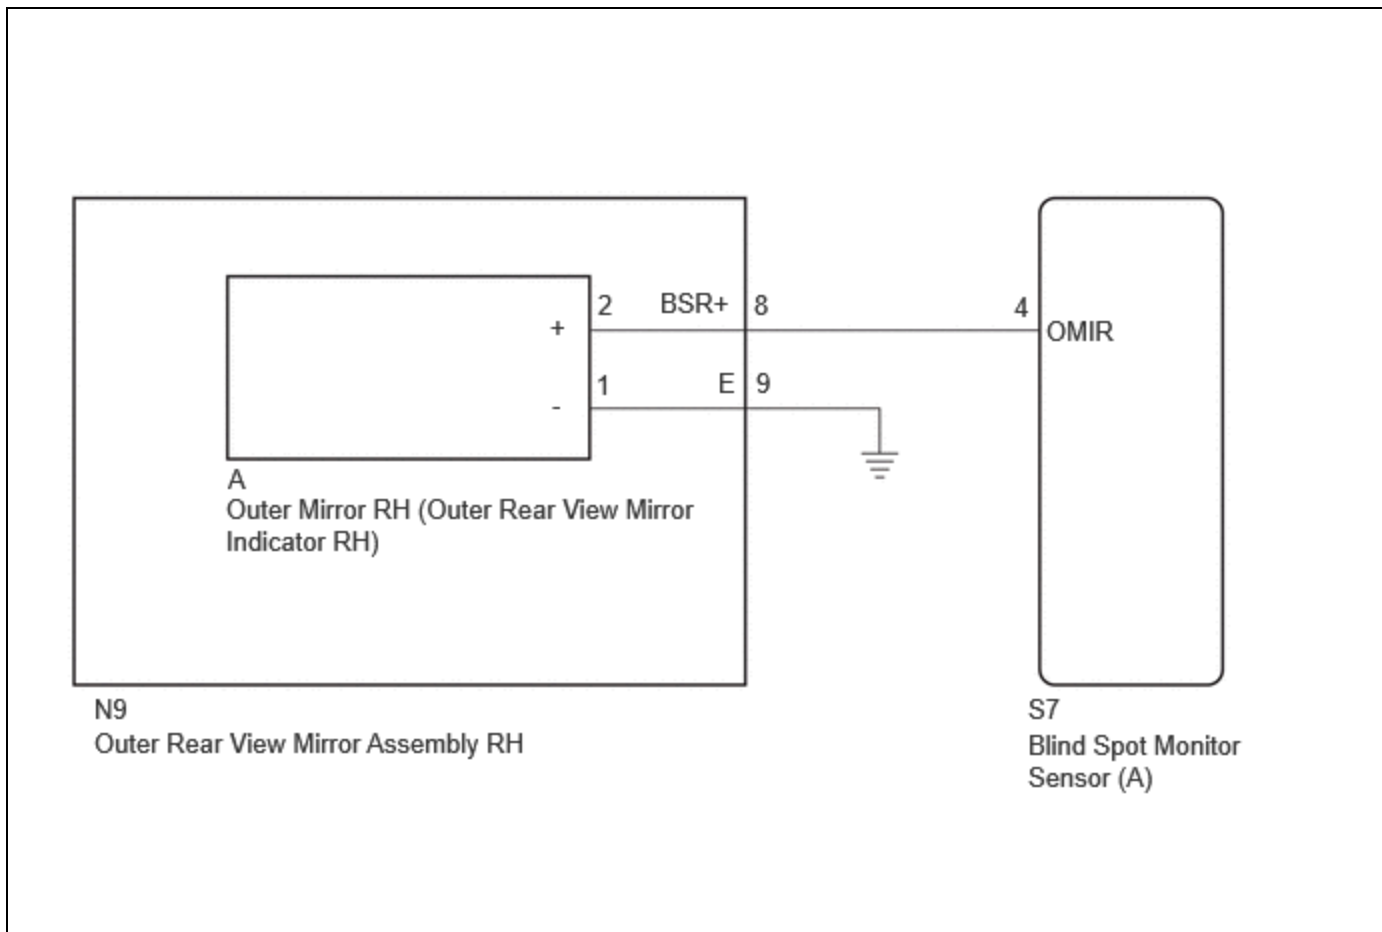 2 BSR+ 8 4
+ OMIR
1 E 9
-
A
Outer Mirror RH (Outer Rear View Mirror
Indicator RH)
N9
Outer Rear View Mirror Assembly RH
S7
Blind Spot Monitor
Sensor (A)